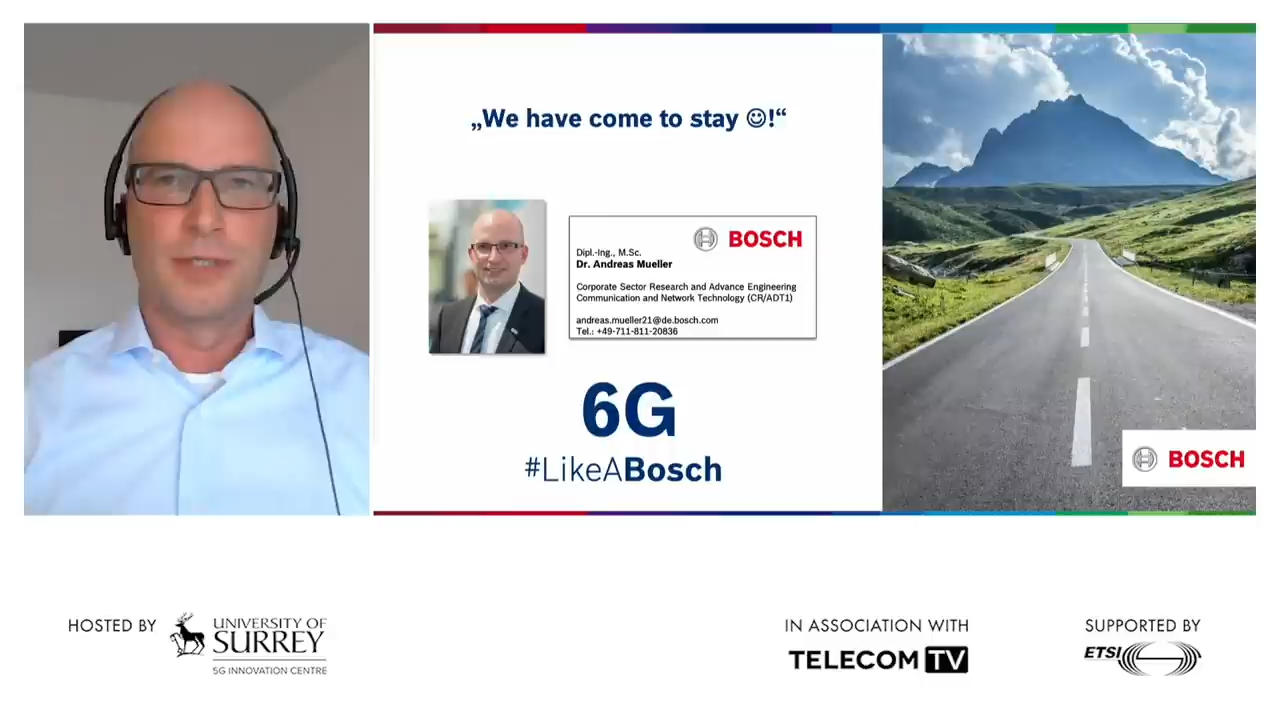 „We have come to stay ☺!“
BOSCH
Dipl.-Ing., M.Sc.
Dr. Andreas Mueller
Corporate Sector Research and Advance Engineering
Communication and Network Technology (CR/ADT1)
andreas.mueller21@de.bosch.com
Tel.: +49-711-811-20836
6G
#LikeABosch
BOSCH
HOSTED BY
UNIVERSITY OF
SURREY
5G INNOVATION CENTRE
IN ASSOCIATION WITH
TELECOM TV
SUPPORTED BY
ETSI